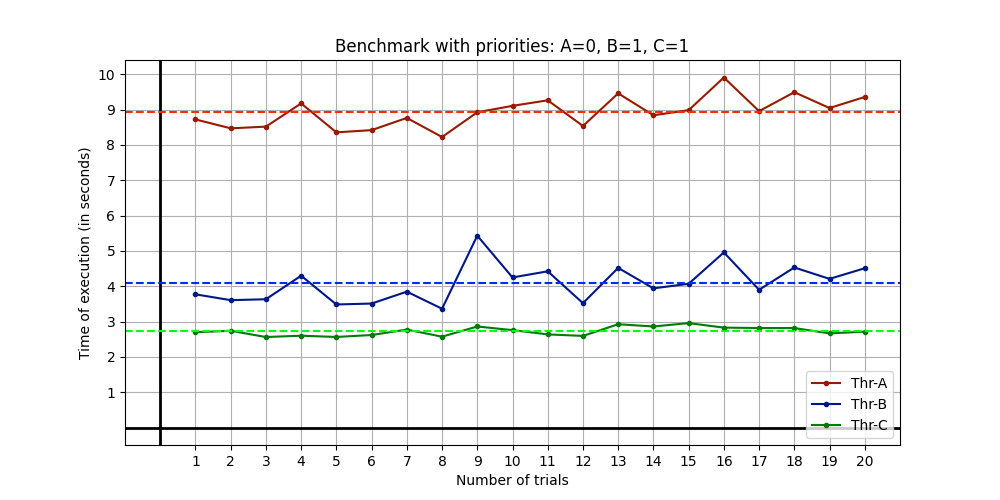 Benchmark with priorities: A=0, B=1, C=1
Time of execution (in seconds)
10
9
8
7
6
5
4
3
2
1
Thr-A
Thr-B
Thr-C
1 2 3 4 5 6 7 8 9 10 11 12 13 14 15 16 17 18 19 20
Number of trials